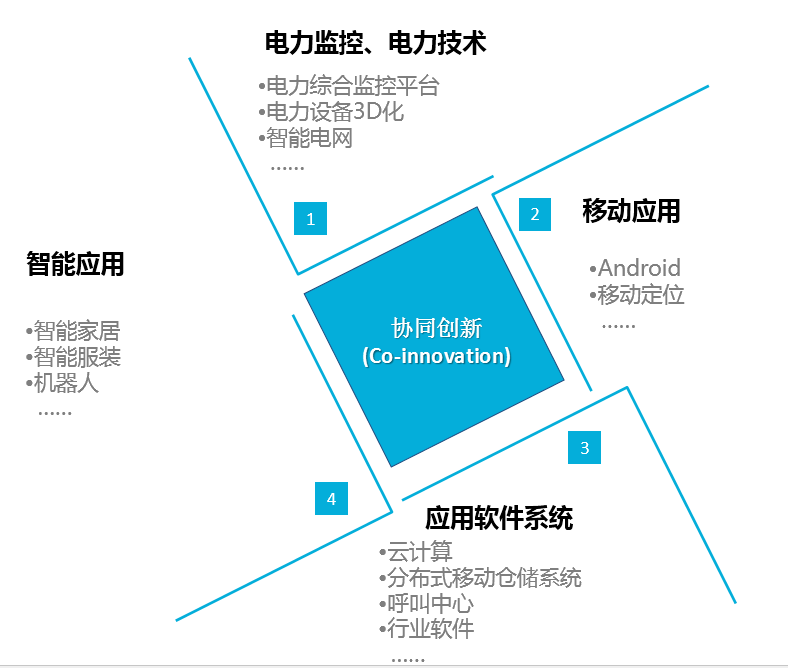 电力监控、电力技术
•电力综合监控平台
•电力设备3D化
•智能电网
……
1
2
移动应用
•Android
•移动定位
……
智能应用
•智能家居
•智能服装
•机器人
……
协同创新
(Co-innovation)
3
4
应用软件系统
•云计算
•分布式移动仓储系统
•呼叫中心
•行业软件
……